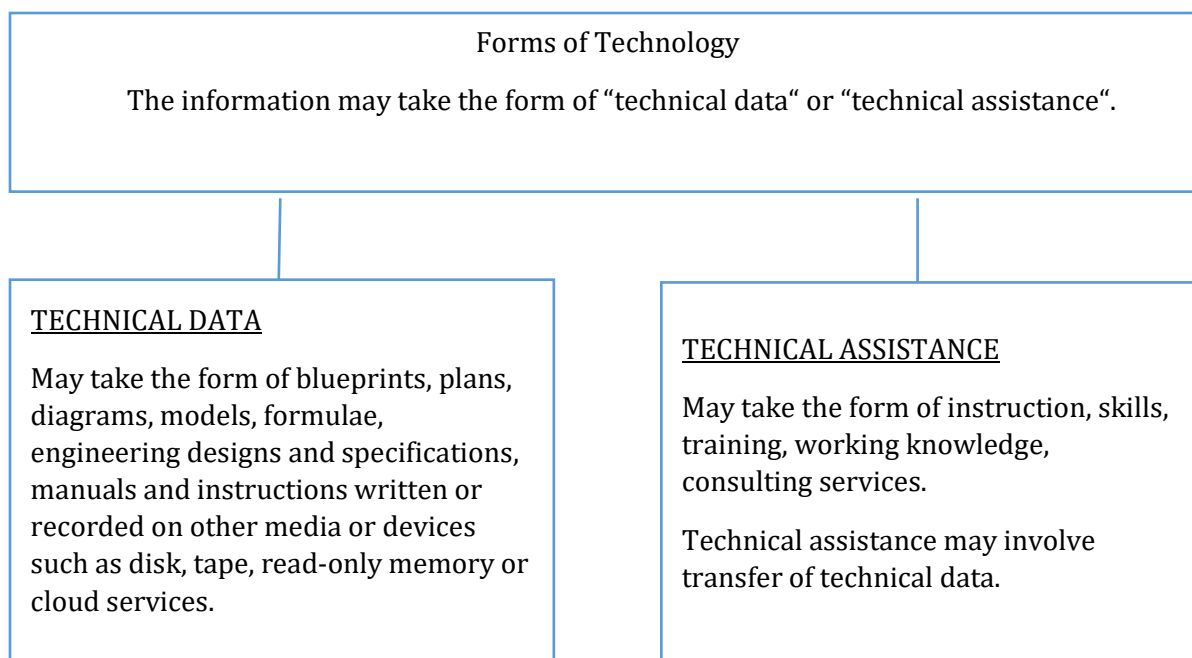 Forms of Technology
The information may take the form of “technical data“ or “technical assistance“.
TECHNICAL DATA
May take the form of blueprints, plans,
diagrams, models, formulae,
engineering designs and specifications,
manuals and instructions written or
recorded on other media or devices
such as disk, tape, read-only memory or
cloud services.
TECHNICAL ASSISTANCE
May take the form of instruction, skills,
training, working knowledge,
consulting services.
Technical assistance may involve
transfer of technical data.